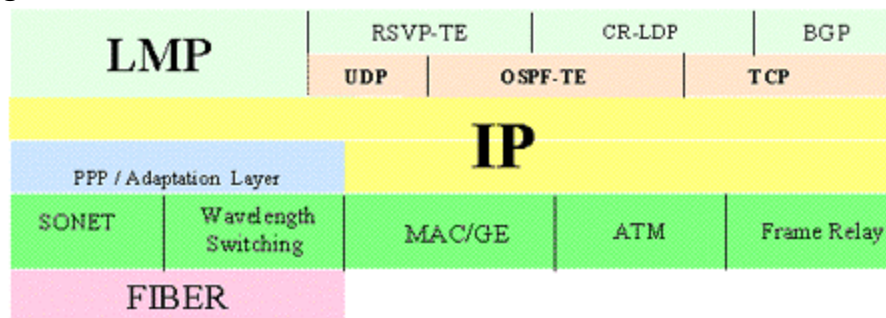 LMP
RSVP-TE
CR-LDP
BGP
UDP
OSPF-TE
TCP
IP
PPP / Adaptation Layer
SONET
Wavelength
Switching
MAC/GE
ATM
Frame Relay
FIBER